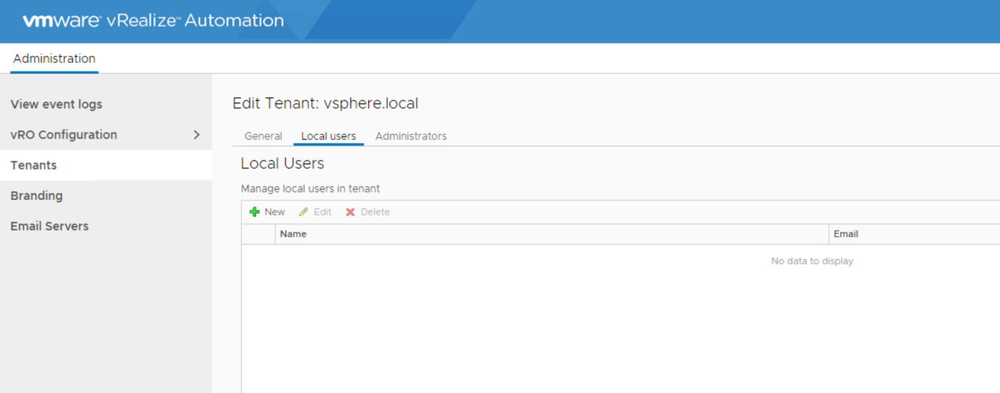 vmware® vRealize™ Automation
Administration
View event logs
vRO Configuration
Tenants
Branding
Email Servers
Edit Tenant: vsphere.local
General Local users Administrators
Local Users
Manage local users in tenant
New Edit Delete
Name Email
No data to display